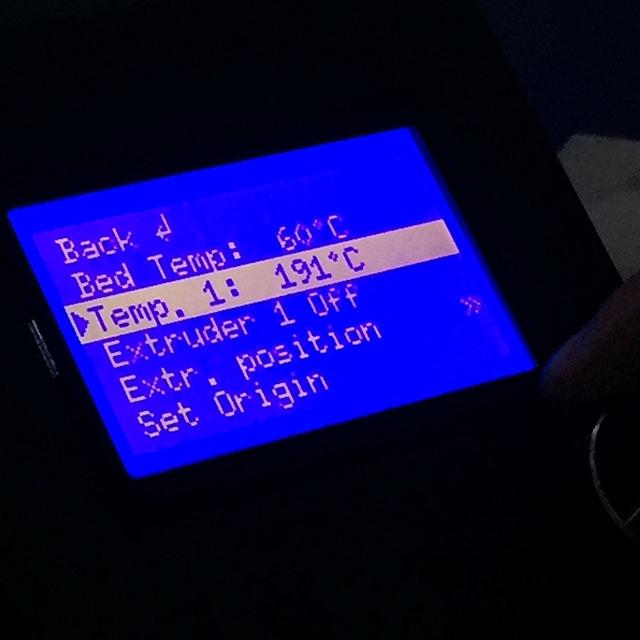 Back ↲
Bed Temp: 60°C
▶Temp. 1: 191°C
Extruder 1 Off
Extr. position »
Set Origin